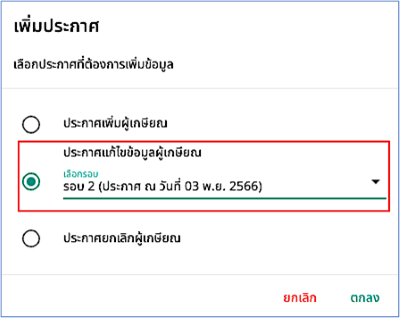 เพิ่มประกาศ
เลือกประกาศที่ต้องการเพิ่มข้อมูล
ประกาศเพิ่มผู้เกษียณ
ประกาศแก้ไขข้อมูลผู้เกษียณ
เลือกรอบ
รอบ 2 (ประกาศ ณ วันที่ 03 พ.ย. 2566)
ประกาศยกเลิกผู้เกษียณ
ยกเลิก ตกลง